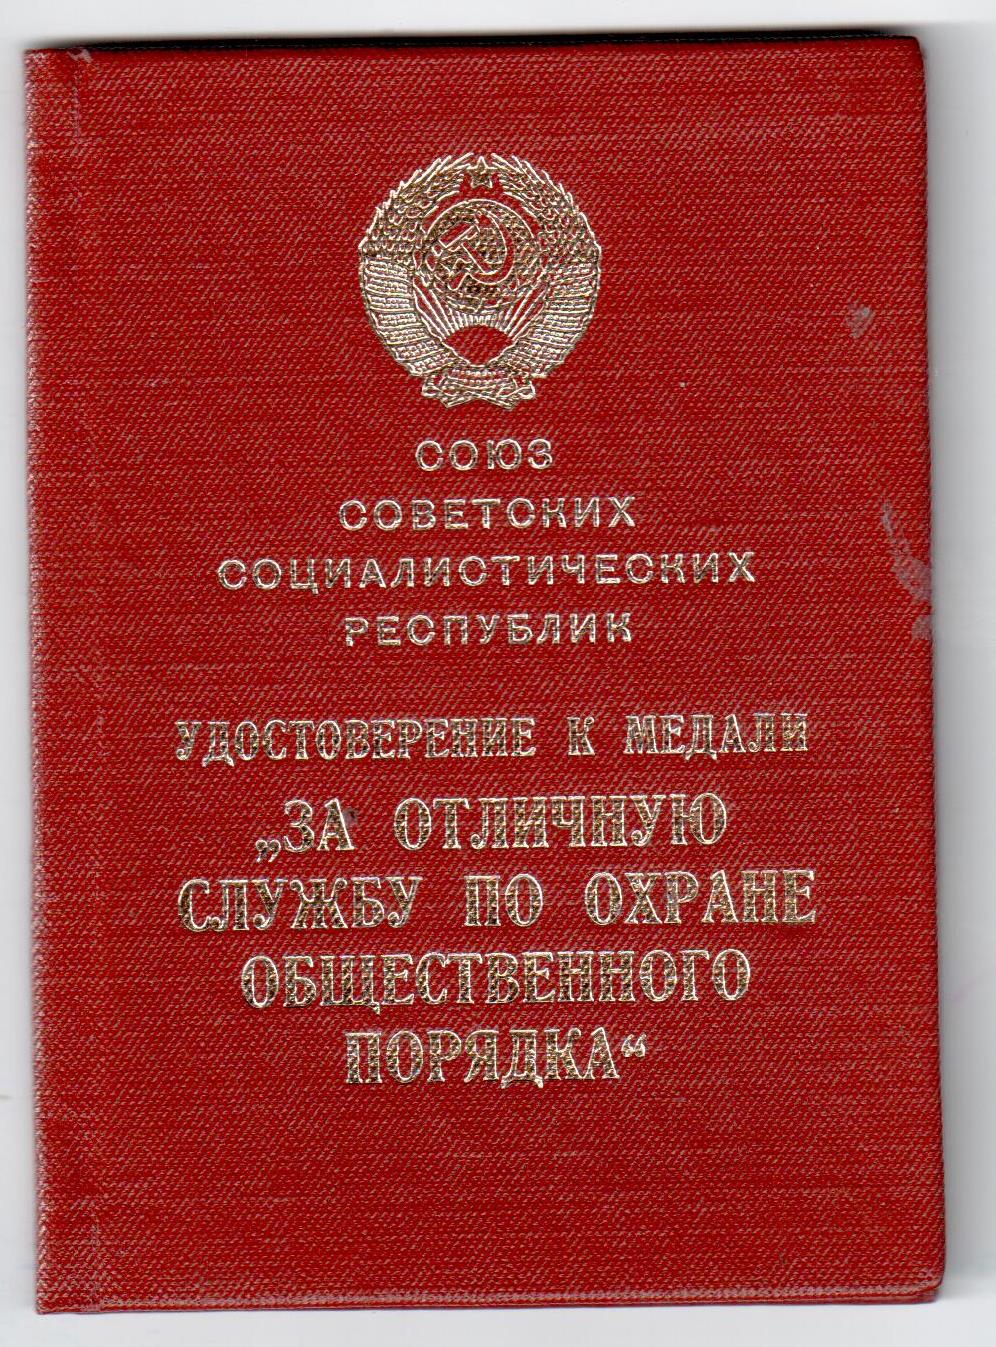 СОЮЗ
СОВЕТСКИХ
СОЦИАЛИСТИЧЕСКИХ
РЕСПУБЛИК
УДОСТОВЕРЕНИЕ К МЕДАЛИ
„ЗА ОТЛИЧНУЮ
СЛУЖБУ ПО ОХРАНЕ
ОБЩЕСТВЕННОГО
ПОРЯДКА“